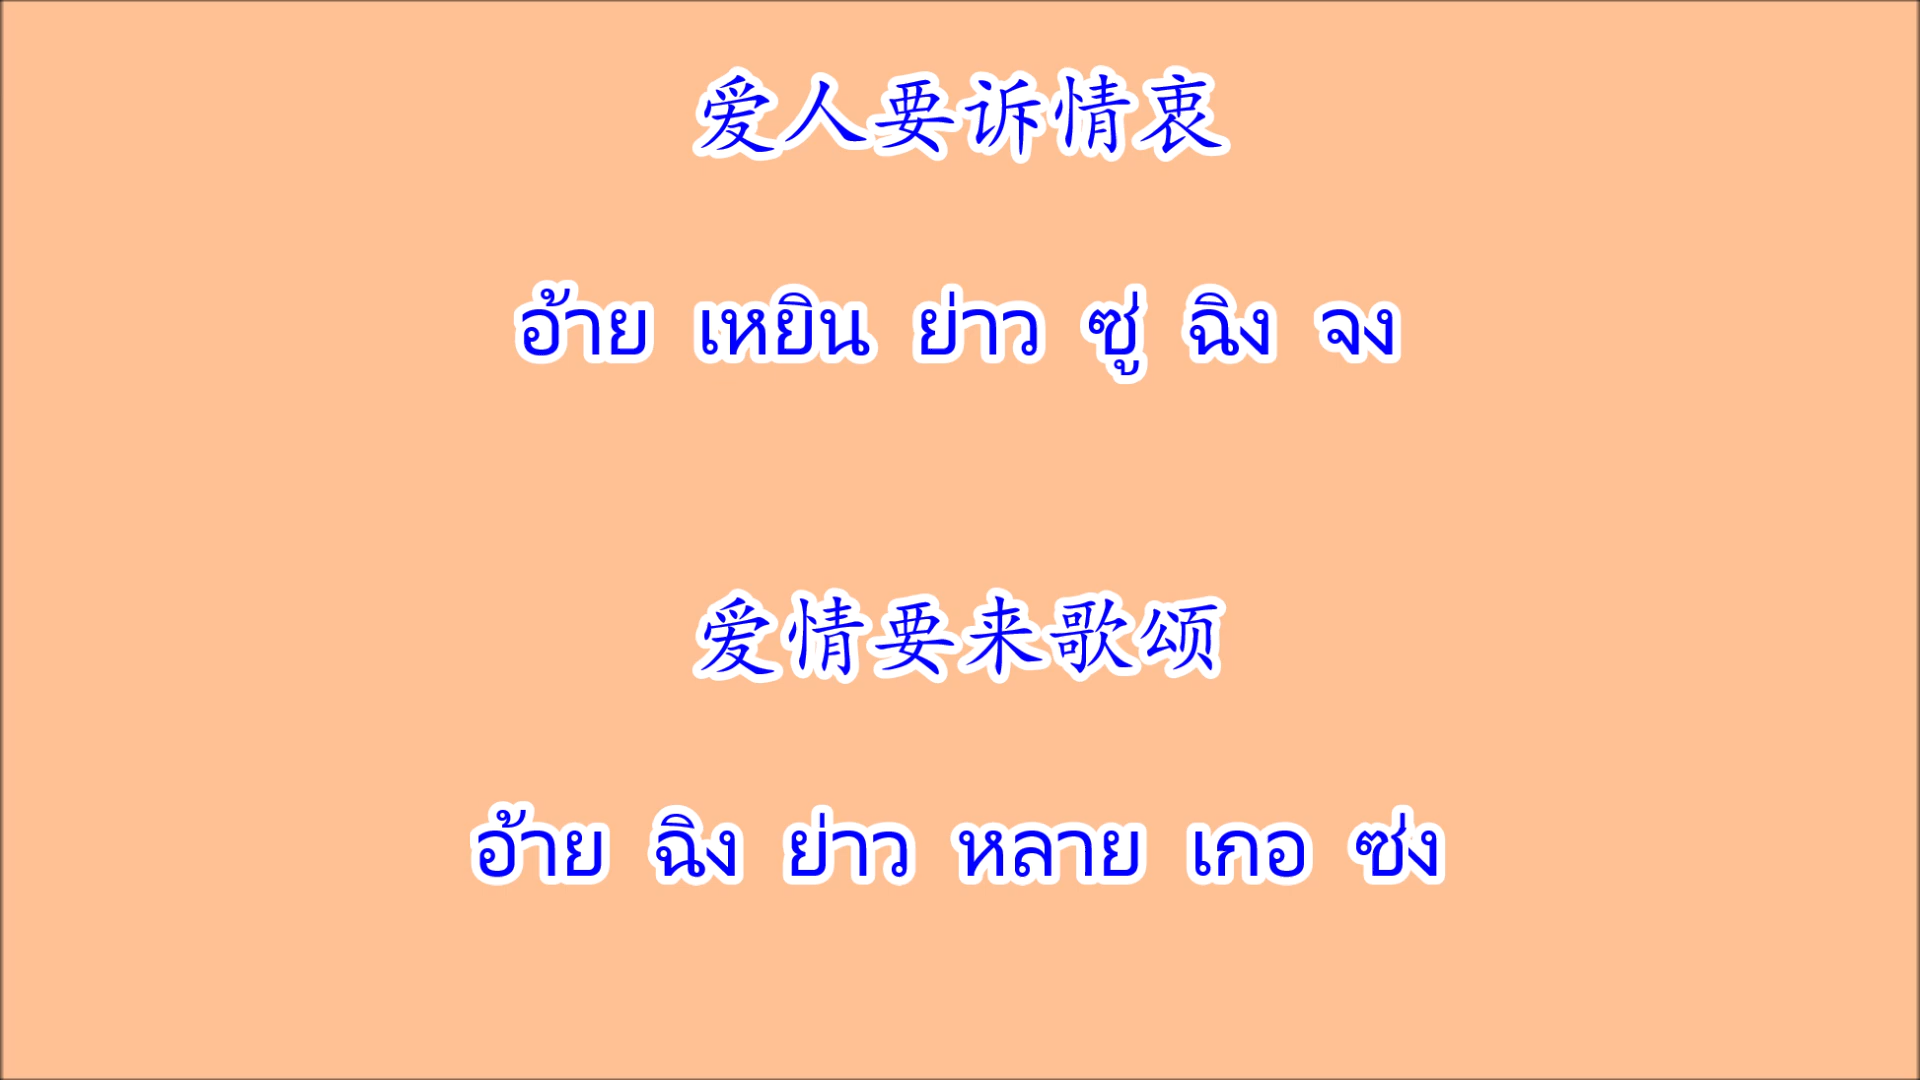 爱人要诉情衷
อ้าย เหยิน ย่าว ซู่ ฉิง จง
爱情要来歌颂
อ้าย ฉิง ย่าว หลาย เกอ ซ่ง